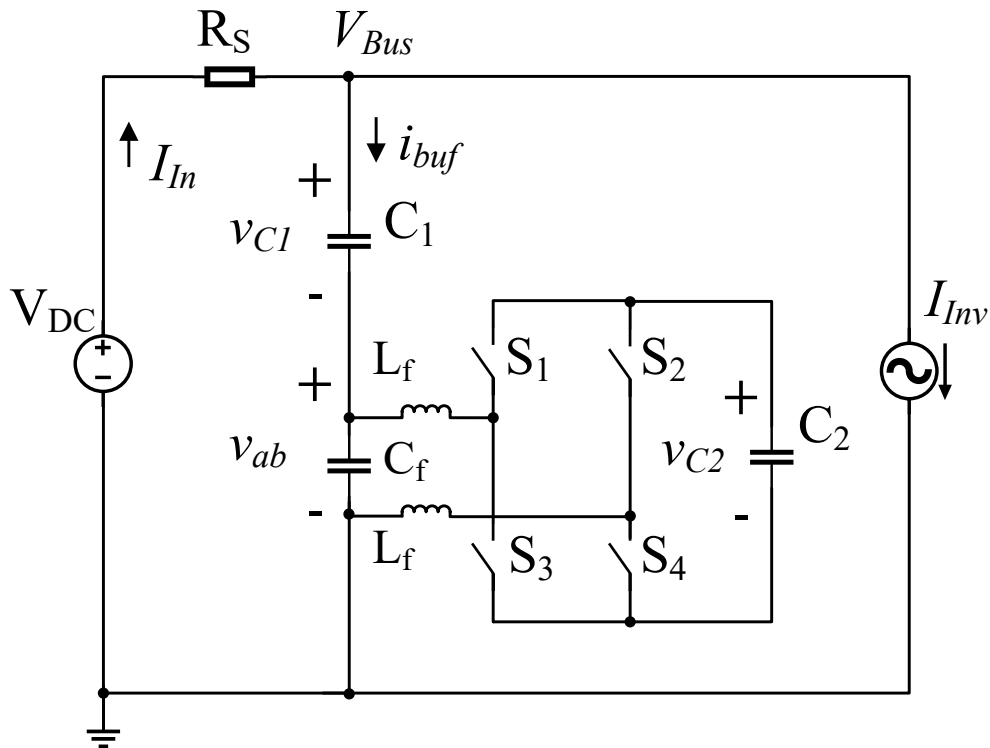 R_S
V_Bus
I_In
i_buf
+
v_C1
C_1
-
V_DC
+
-
I_Inv
L_f
S_1
S_2
+
+
v_ab
C_f
v_C2
C_2
-
-
L_f
S_3
S_4